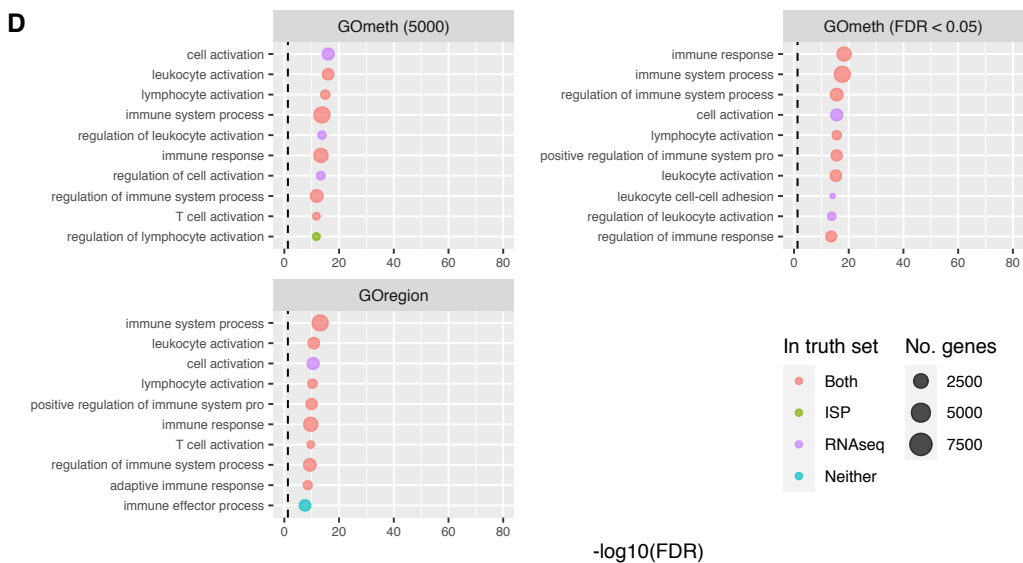 D
GOmeth (5000)
cell activation
leukocyte activation
lymphocyte activation
immune system process
regulation of leukocyte activation
immune response
regulation of cell activation
regulation of immune system process
T cell activation
regulation of lymphocyte activation
0 20 40 60 80
GOmeth (FDR < 0.05)
immune response
immune system process
regulation of immune system process
cell activation
lymphocyte activation
positive regulation of immune system pro
leukocyte activation
leukocyte cell-cell adhesion
regulation of leukocyte activation
regulation of immune response
0 20 40 60 80
GOregion
immune system process
leukocyte activation
cell activation
lymphocyte activation
positive regulation of immune system pro
immune response
T cell activation
regulation of immune system process
adaptive immune response
immune effector process
0 20 40 60 80
In truth set
Both
ISP
RNAseq
Neither
No. genes
2500
5000
7500
-log10(FDR)